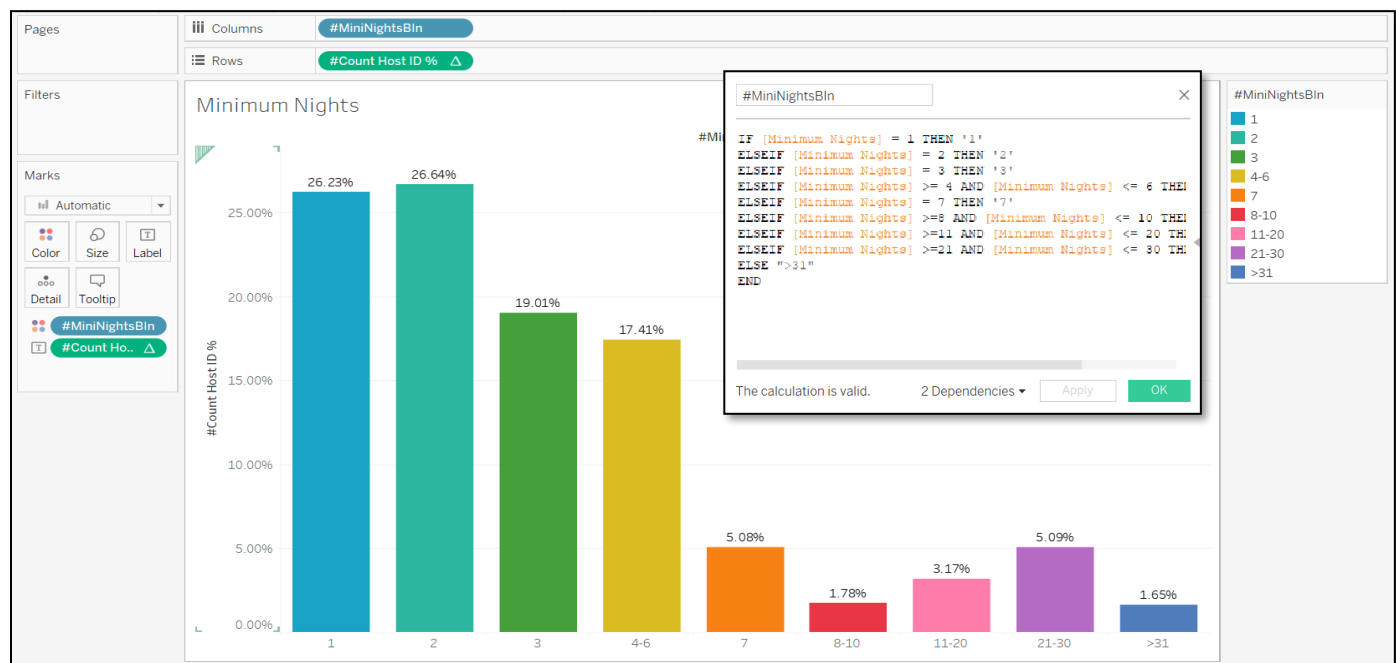 Pages
Columns
#MiniNightsBIn
Rows
#Count Host ID % Δ
Filters
Marks
Automatic
Color Size Label
Detail Tooltip
#MiniNightsBIn
#Count Ho.. Δ
Minimum Nights
#Mi
#Count Host ID %
25.00%
20.00%
15.00%
10.00%
5.00%
0.00%
26.23%
26.64%
19.01%
17.41%
5.08%
1.78%
3.17%
5.09%
1.65%
1 2 3 4-6 7 8-10 11-20 21-30 >31
#MiniNightsBIn
IF [Minimum Nights] = 1 THEN '1'
ELSEIF [Minimum Nights] = 2 THEN '2'
ELSEIF [Minimum Nights] = 3 THEN '3'
ELSEIF [Minimum Nights] >= 4 AND [Minimum Nights] <= 6 THE
ELSEIF [Minimum Nights] = 7 THEN '7'
ELSEIF [Minimum Nights] >=8 AND [Minimum Nights] <= 10 THE
ELSEIF [Minimum Nights] >=11 AND [Minimum Nights] <= 20 TH
ELSEIF [Minimum Nights] >=21 AND [Minimum Nights] <= 30 TH
ELSE ">31"
END
The calculation is valid.
2 Dependencies
Apply
OK
#MiniNightsBIn
1
2
3
4-6
7
8-10
11-20
21-30
>31